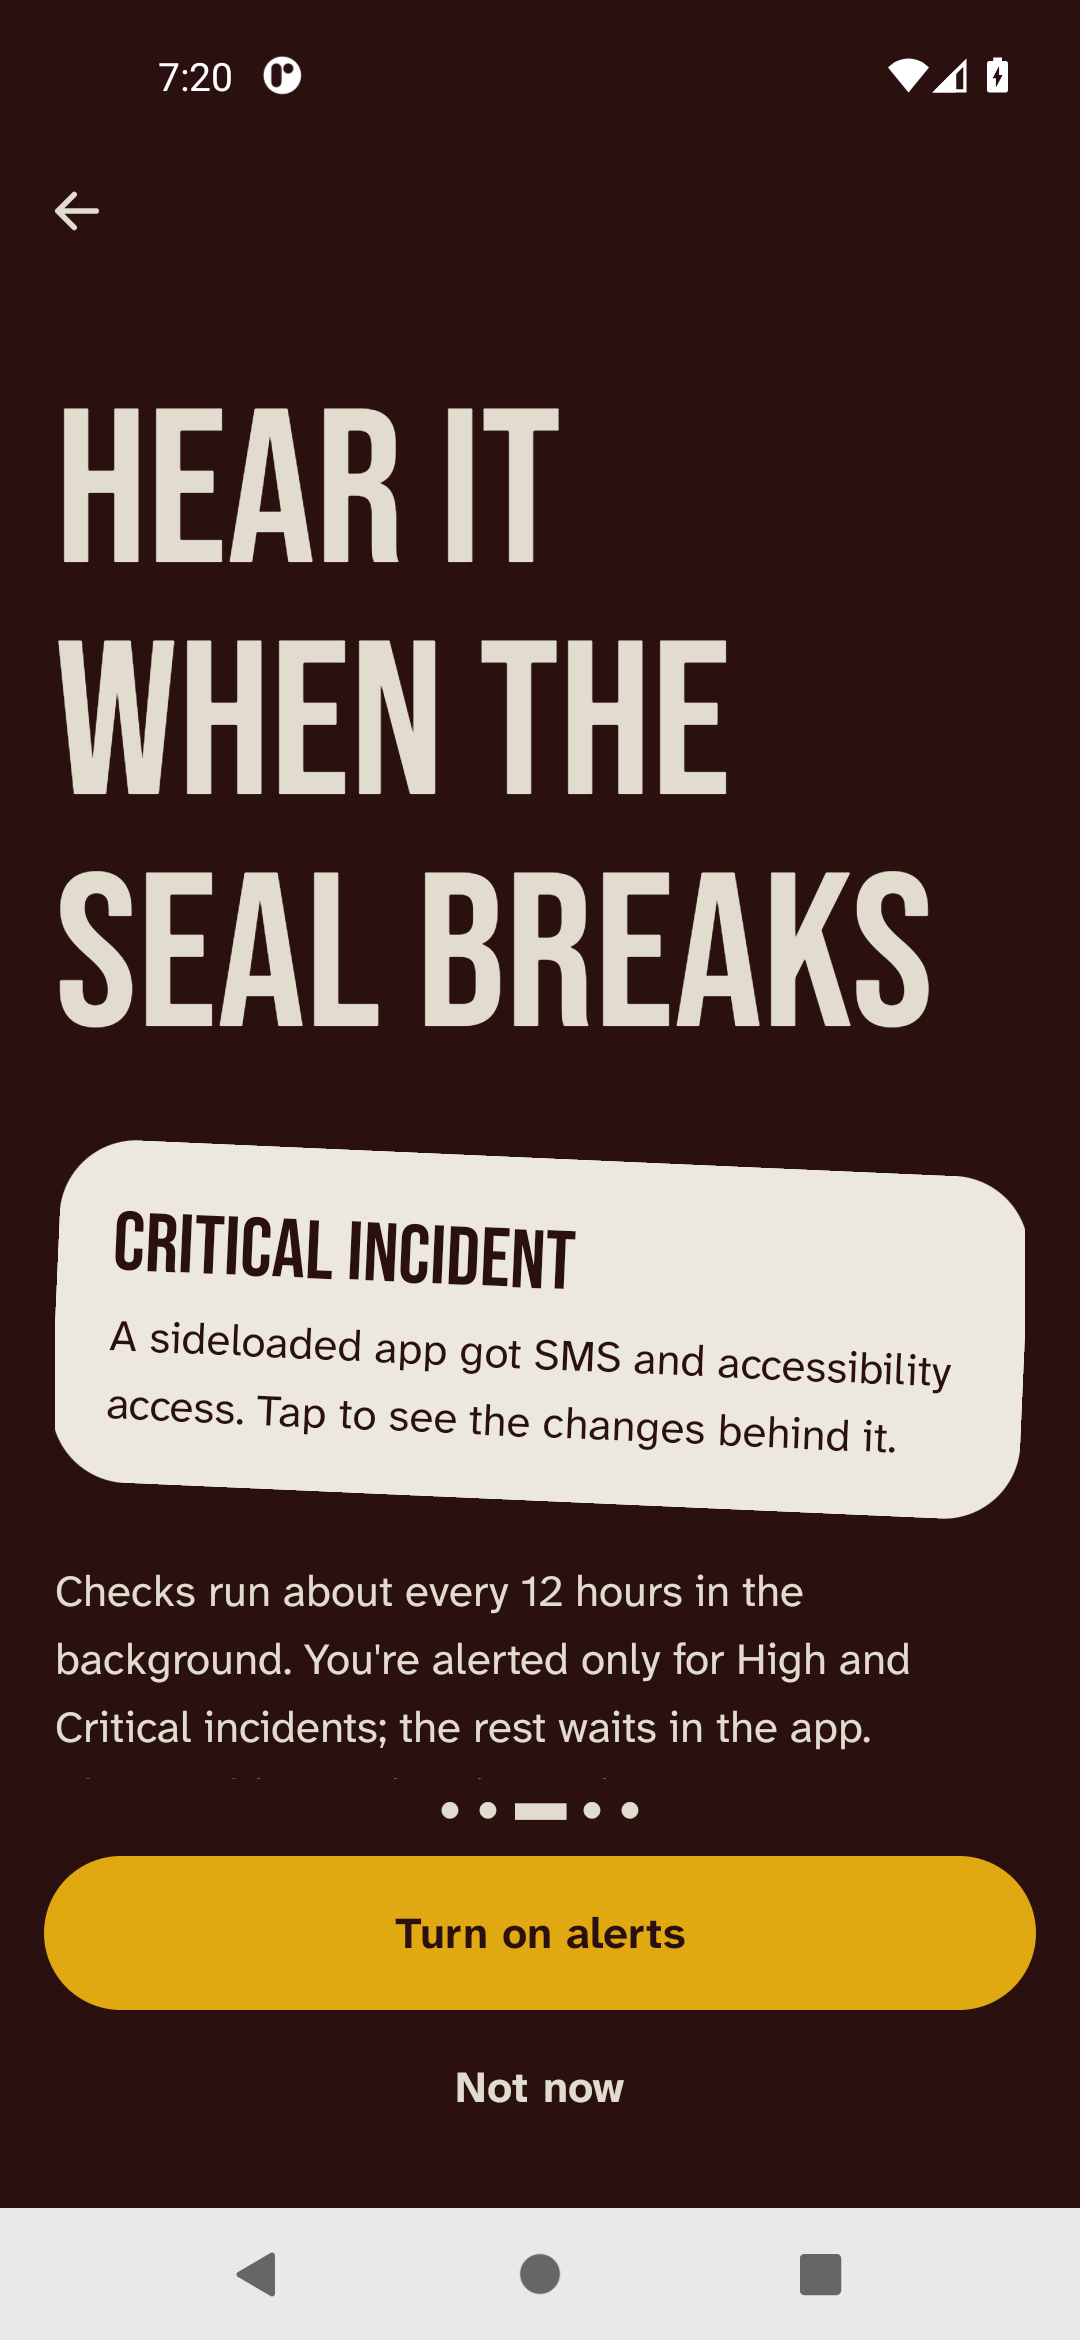 7:20
HEAR IT
WHEN THE
SEAL BREAKS
CRITICAL INCIDENT
A sideloaded app got SMS and accessibility
access. Tap to see the changes behind it.
Checks run about every 12 hours in the
background. You're alerted only for High and
Critical incidents; the rest waits in the app.
Turn on alerts
Not now